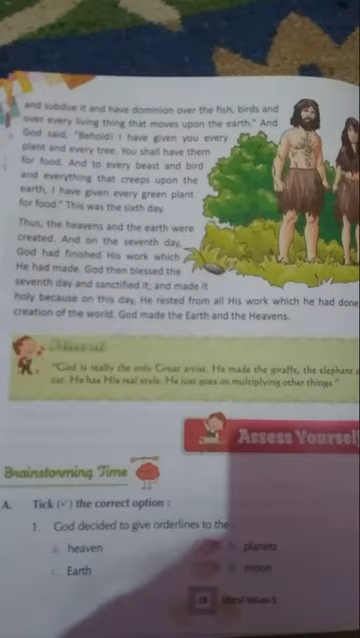 and subdue it and have dominion over the fish, birds and
over every living thing that moves upon the earth." And
God said, "Behold! I have given you every
plant and every tree. You shall have them
for food. And to every beast and bird
and everything that creeps upon the
earth, I have given every green plant
for food." This was the sixth day.
Thus, the heavens and the earth were
created. And on the seventh day,
God had finished His work which
He had made. God then blessed the
seventh day and sanctified it; and made it
holy because on this day, He rested from all His work which he had done
creation of the world. God made the Earth and the Heavens.
"God is really the only Great artist. He made the giraffe, the elephant
cat. He has His real style. He just goes on multiplying other things."
Assess Yourself
Brainstorming Time
A. Tick (✓) the correct option :
1. God decided to give orderlines to the
a. heaven
b. planets
c. Earth
d. moon
28 Moral Values-5